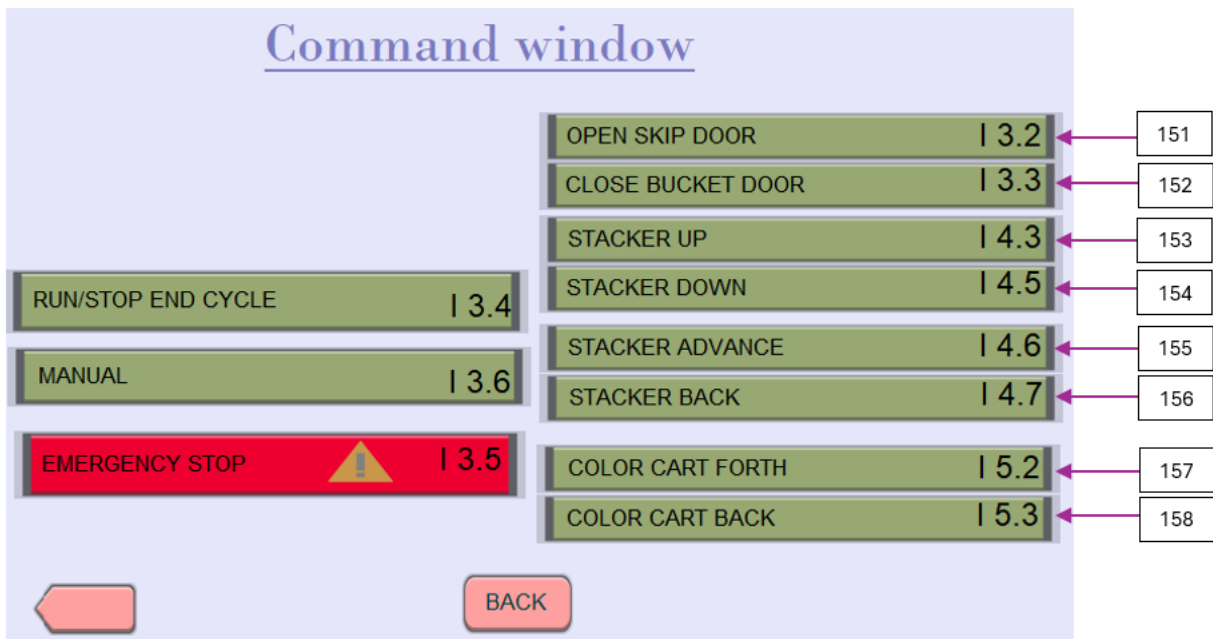 Command window
OPEN SKIP DOOR I 3.2 151
CLOSE BUCKET DOOR I 3.3 152
STACKER UP I 4.3 153
STACKER DOWN I 4.5 154
RUN/STOP END CYCLE I 3.4
STACKER ADVANCE I 4.6 155
MANUAL I 3.6
STACKER BACK I 4.7 156
EMERGENCY STOP I 3.5
COLOR CART FORTH I 5.2 157
COLOR CART BACK I 5.3 158
BACK